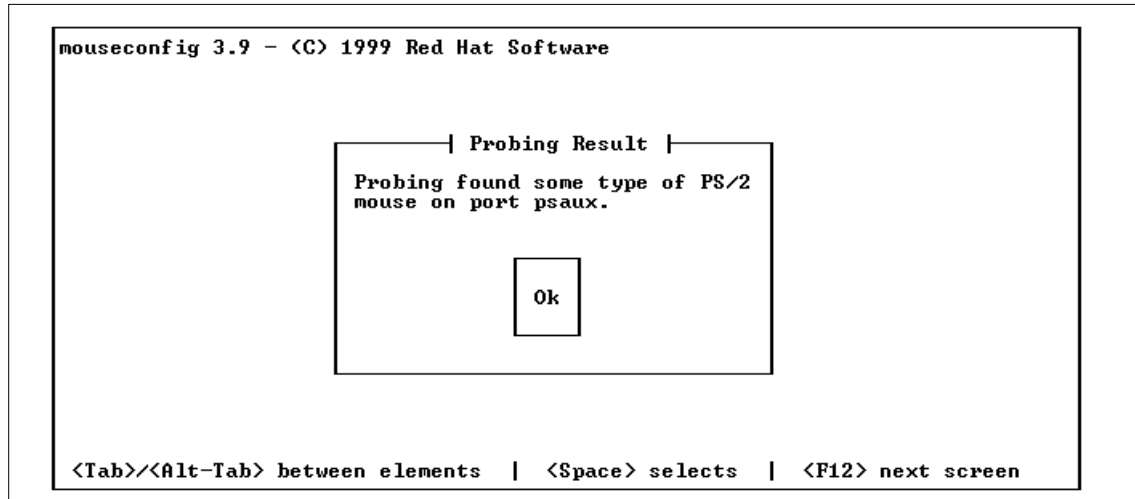 mouseconfig 3.9 - (C) 1999 Red Hat Software
Probing Result
Probing found some type of PS/2
mouse on port psaux.
Ok
<Tab>/<Alt-Tab> between elements | <Space> selects | <F12> next screen